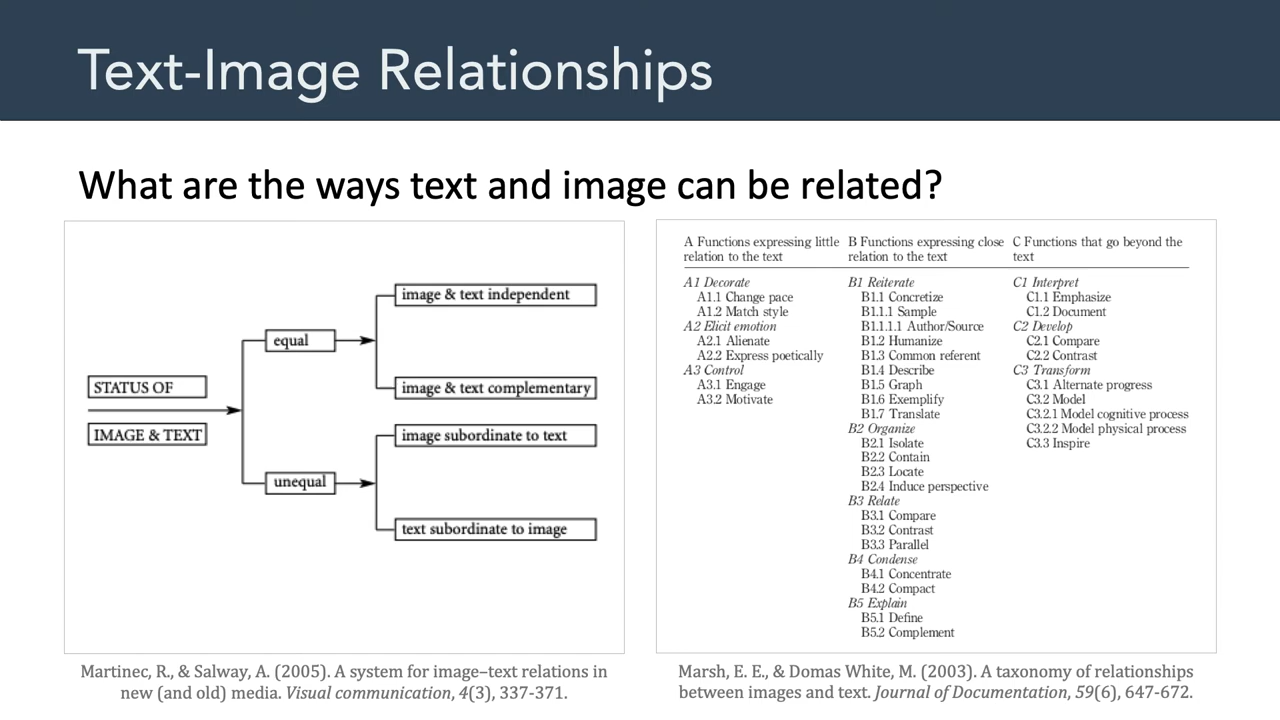 Text-Image Relationships
What are the ways text and image can be related?
STATUS OF
IMAGE & TEXT
equal
unequal
image & text independent
image & text complementary
image subordinate to text
text subordinate to image
Martinec, R., & Salway, A. (2005). A system for image–text relations in
new (and old) media. Visual communication, 4(3), 337-371.
A Functions expressing little
relation to the text
A1 Decorate
A1.1 Change pace
A1.2 Match style
A2 Elicit emotion
A2.1 Alienate
A2.2 Express poetically
A3 Control
A3.1 Engage
A3.2 Motivate
B Functions expressing close
relation to the text
B1 Reiterate
B1.1 Concretize
B1.1.1 Sample
B1.1.1.1 Author/Source
B1.2 Humanize
B1.3 Common referent
B1.4 Describe
B1.5 Graph
B1.6 Exemplify
B1.7 Translate
B2 Organize
B2.1 Isolate
B2.2 Contain
B2.3 Locate
B2.4 Induce perspective
B3 Relate
B3.1 Compare
B3.2 Contrast
B3.3 Parallel
B4 Condense
B4.1 Concentrate
B4.2 Compact
B5 Explain
B5.1 Define
B5.2 Complement
C Functions that go beyond the
text
C1 Interpret
C1.1 Emphasize
C1.2 Document
C2 Develop
C2.1 Compare
C2.2 Contrast
C3 Transform
C3.1 Alternate progress
C3.2 Model
C3.2.1 Model cognitive process
C3.2.2 Model physical process
C3.3 Inspire
Marsh, E. E., & Domas White, M. (2003). A taxonomy of relationships
between images and text. Journal of Documentation, 59(6), 647-672.